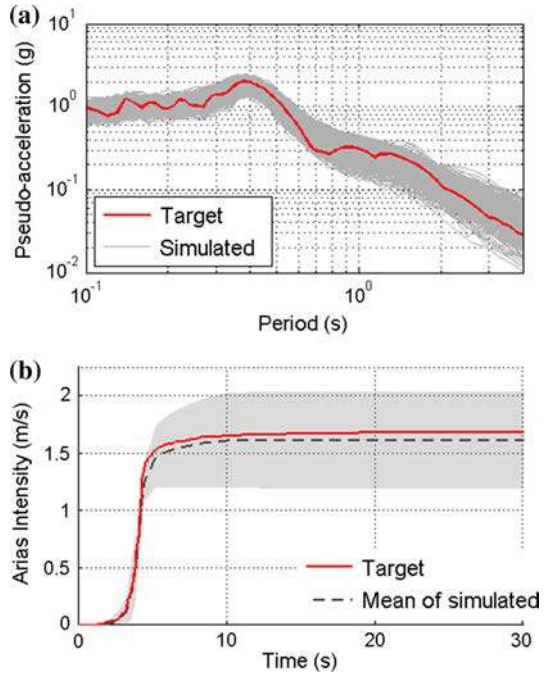 (a)
10^1
10^0
10^-1
10^-2
Pseudo-acceleration (g)
Target
Simulated
10^-1
10^0
Period (s)
(b)
2
1.5
1
0.5
0
Arias Intensity (m/s)
Target
Mean of simulated
0
10
20
30
Time (s)